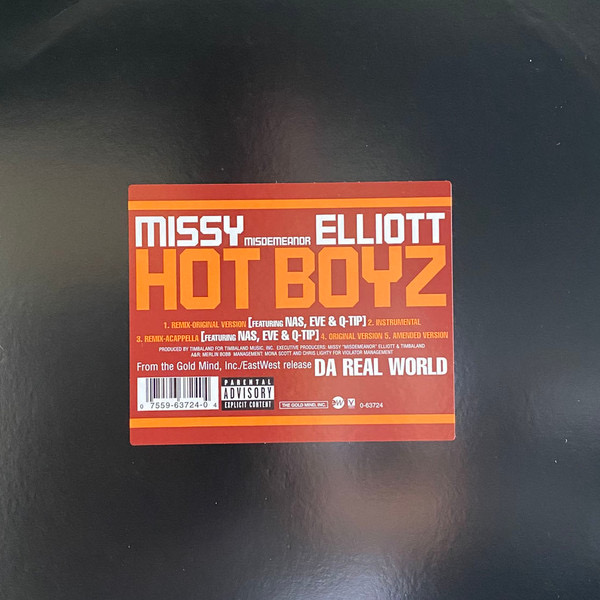 MISSY MISDEMEANOR ELLIOTT
HOT BOYZ
1. REMIX-ORIGINAL VERSION [FEATURING NAS, EVE & Q-TIP] 2. INSTRUMENTAL
3. REMIX-ACAPPELLA [FEATURING NAS, EVE & Q-TIP] 4. ORIGINAL VERSION 5. AMENDED VERSION
PRODUCED BY TIMBALAND FOR TIMBALAND MUSIC, INC. EXECUTIVE PRODUCERS: MISSY "MISDEMEANOR" ELLIOTT & TIMBALAND
A&R: MERLIN BOBB MANAGEMENT: MONA SCOTT AND CHRIS LIGHTY FOR VIOLATOR MANAGEMENT
From the Gold Mind, Inc./EastWest release DA REAL WORLD
0 7559-63724-0 4
PARENTAL
ADVISORY
EXPLICIT CONTENT
THE GOLD MIND, INC.
ew
0-63724